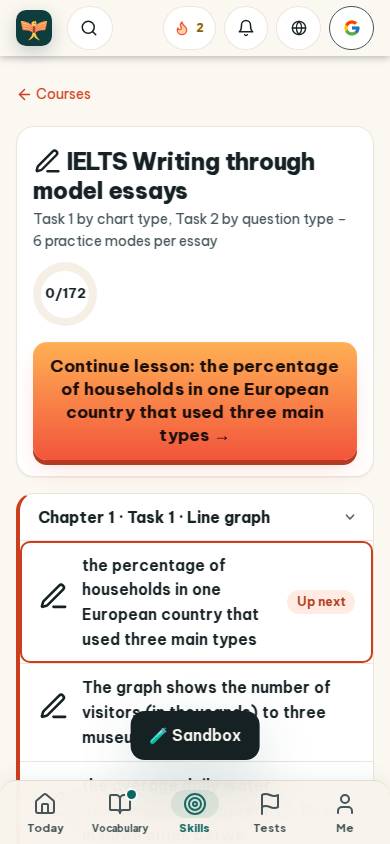 2
← Courses
IELTS Writing through
model essays
Task 1 by chart type, Task 2 by question type –
6 practice modes per essay
0/172
Continue lesson: the percentage
of households in one European
country that used three main
types →
Chapter 1 · Task 1 · Line graph
the percentage of
households in one
European country that
used three main types
Up next
The graph shows the number of
visitors (in thousands) to three
🧪 Sandbox
Today
Vocabulary
Skills
Tests
Me